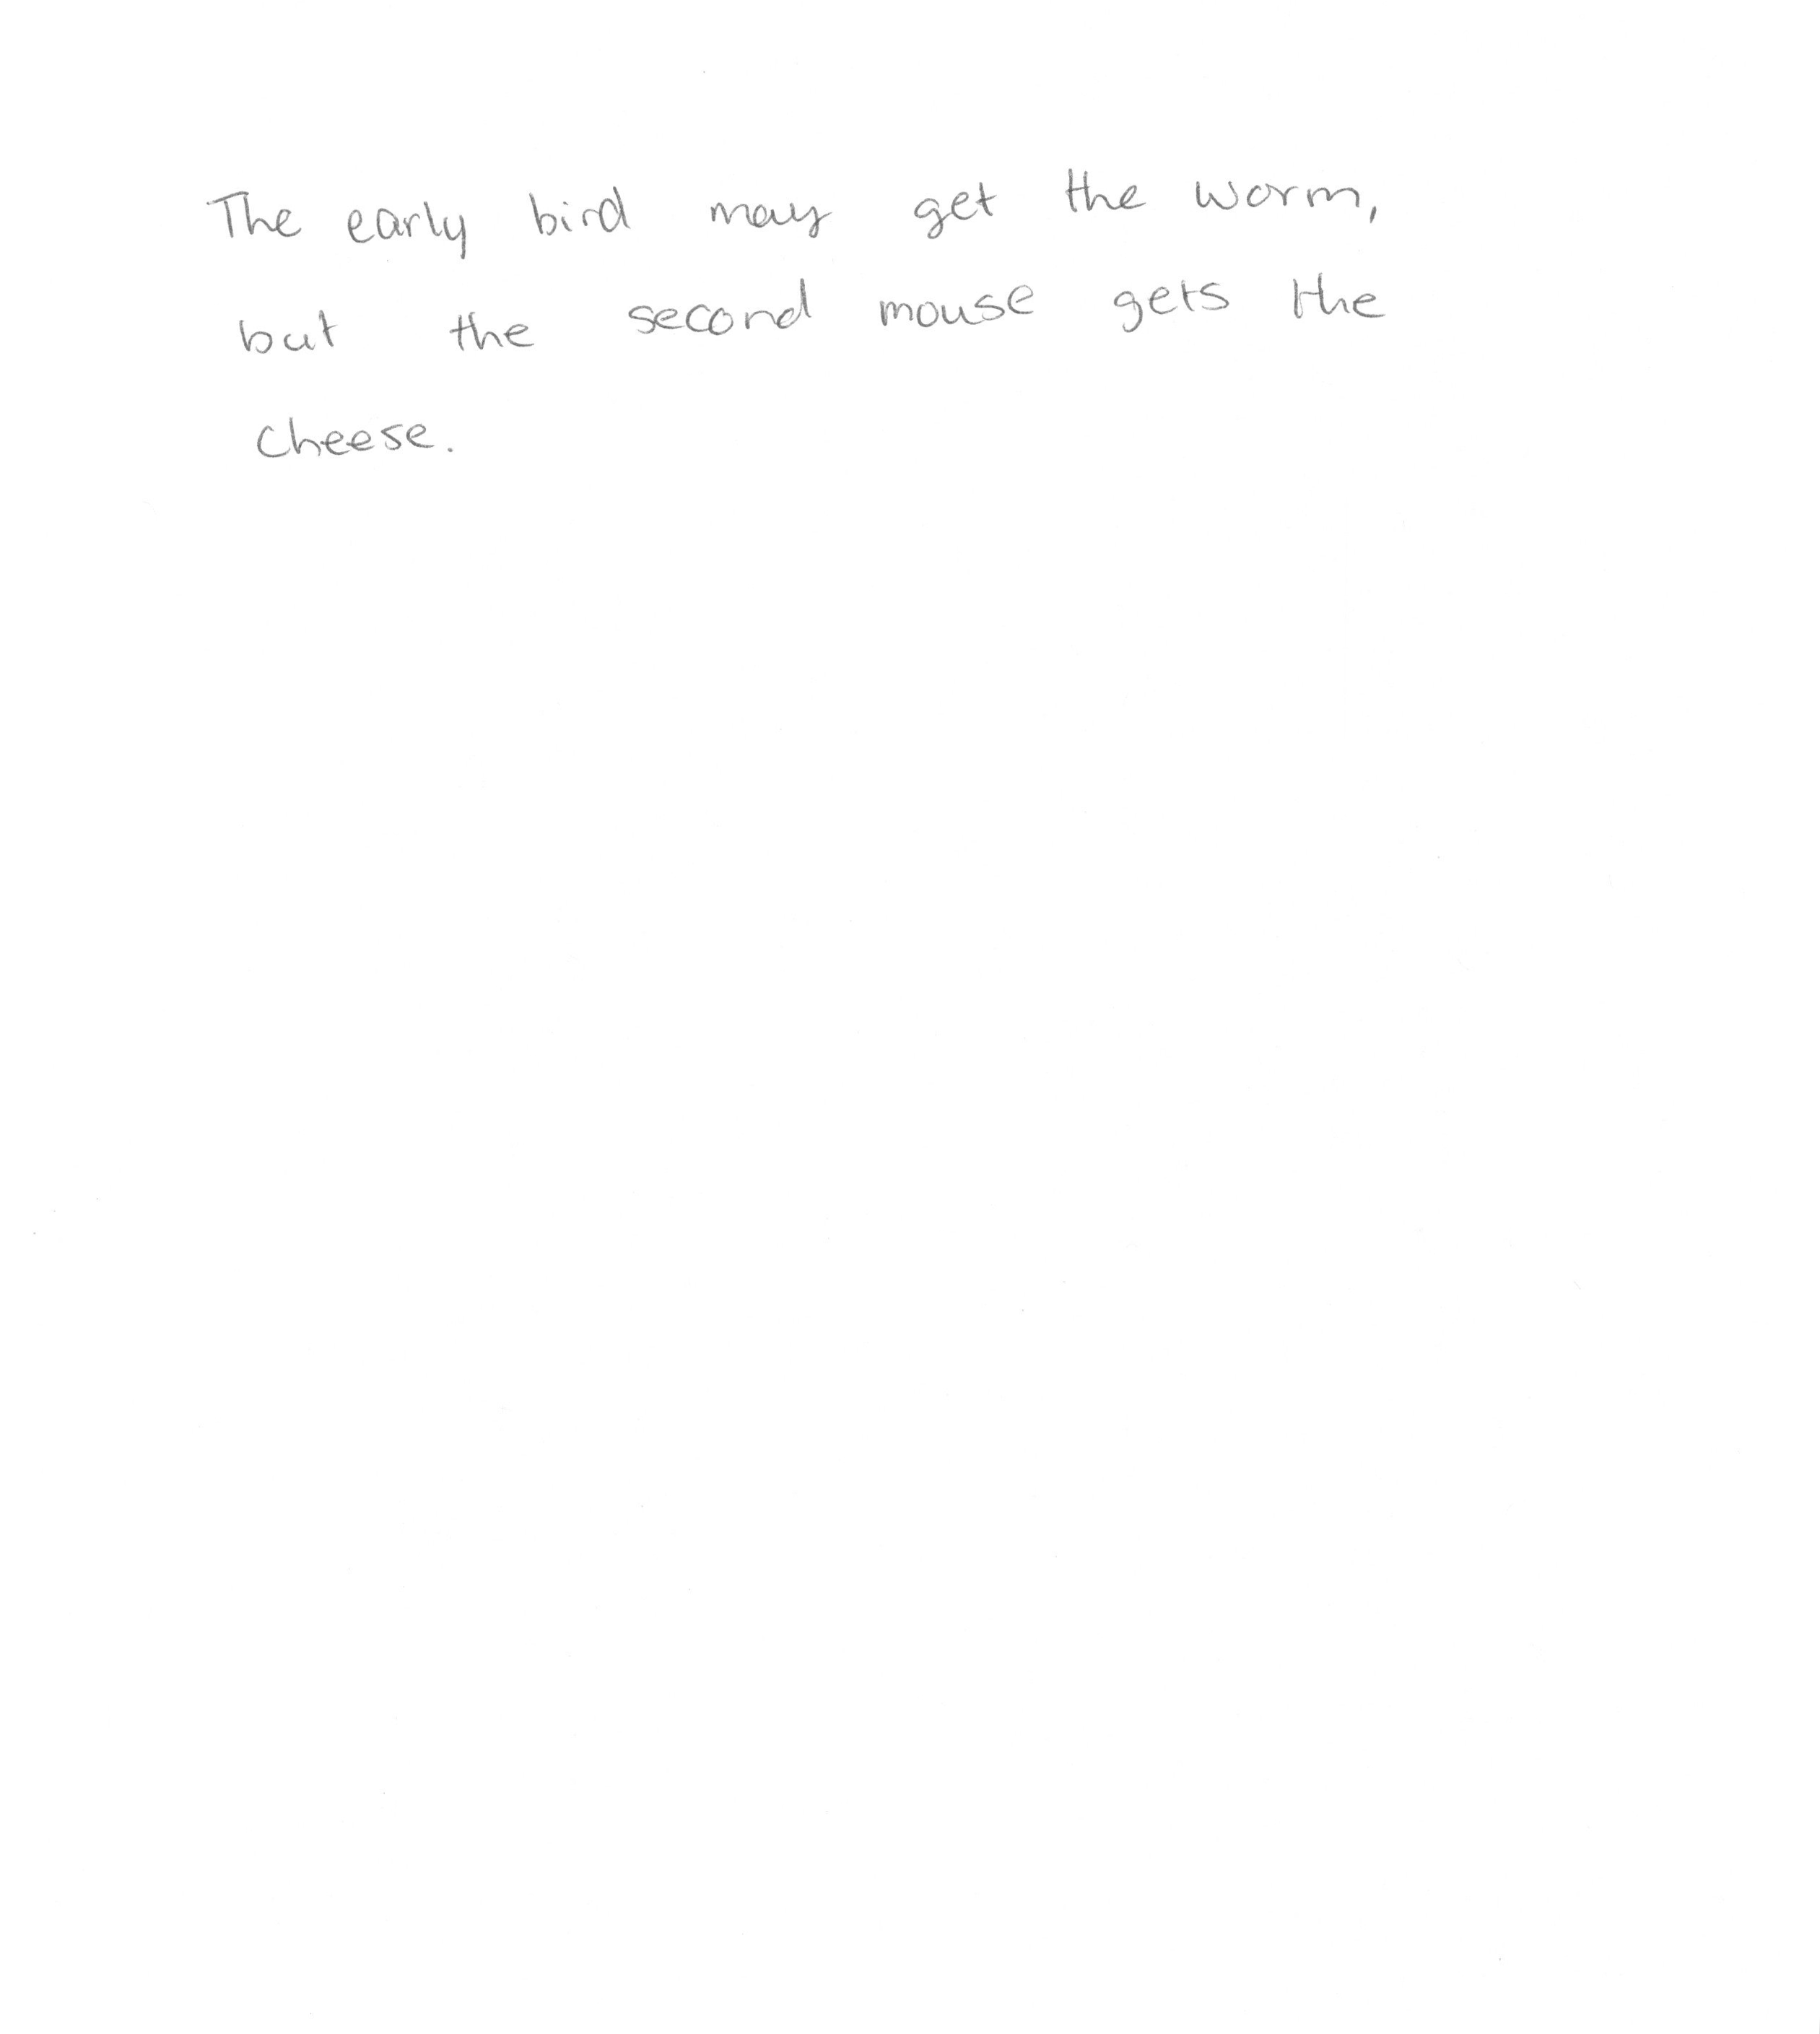 The early bird may get the worm,
but the second mouse gets the
cheese.